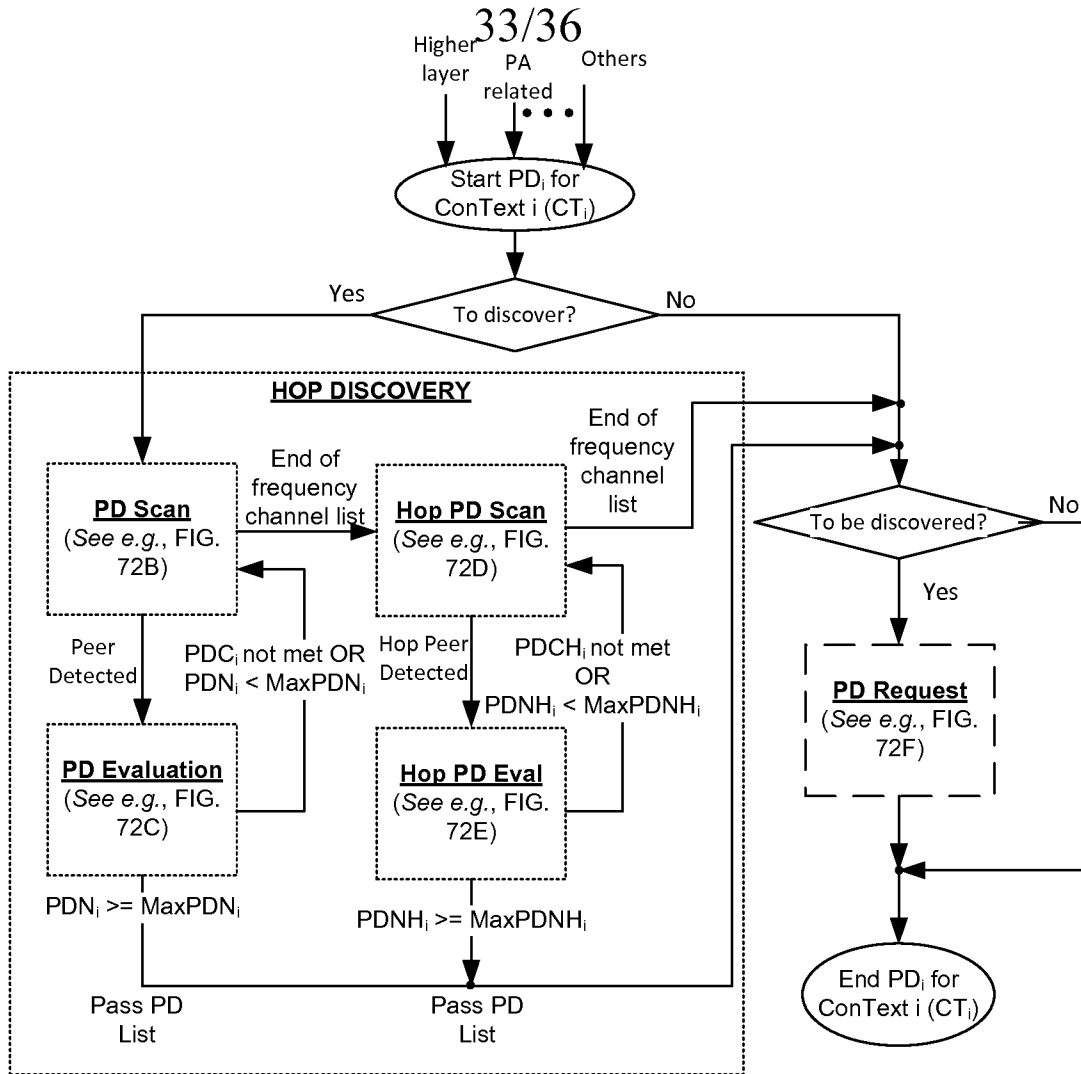 33/36
Higher
layer
PA
related
Others
Start PDᵢ for
ConText i (CTᵢ)
To discover?
Yes
No
HOP DISCOVERY
End of
frequency
channel list
End of
frequency
channel list
PD Scan
(See e.g., FIG.
72B)
Hop PD Scan
(See e.g., FIG.
72D)
To be discovered?
No
Yes
Peer
Detected
PDCᵢ not met OR
PDNᵢ < MaxPDNᵢ
Hop Peer
Detected
PDCHᵢ not met
OR
PDNHᵢ < MaxPDNHᵢ
PD Request
(See e.g., FIG.
72F)
PD Evaluation
(See e.g., FIG.
72C)
Hop PD Eval
(See e.g., FIG.
72E)
PDNᵢ >= MaxPDNᵢ
PDNHᵢ >= MaxPDNHᵢ
Pass PD
List
Pass PD
List
End PDᵢ for
ConText i (CTᵢ)